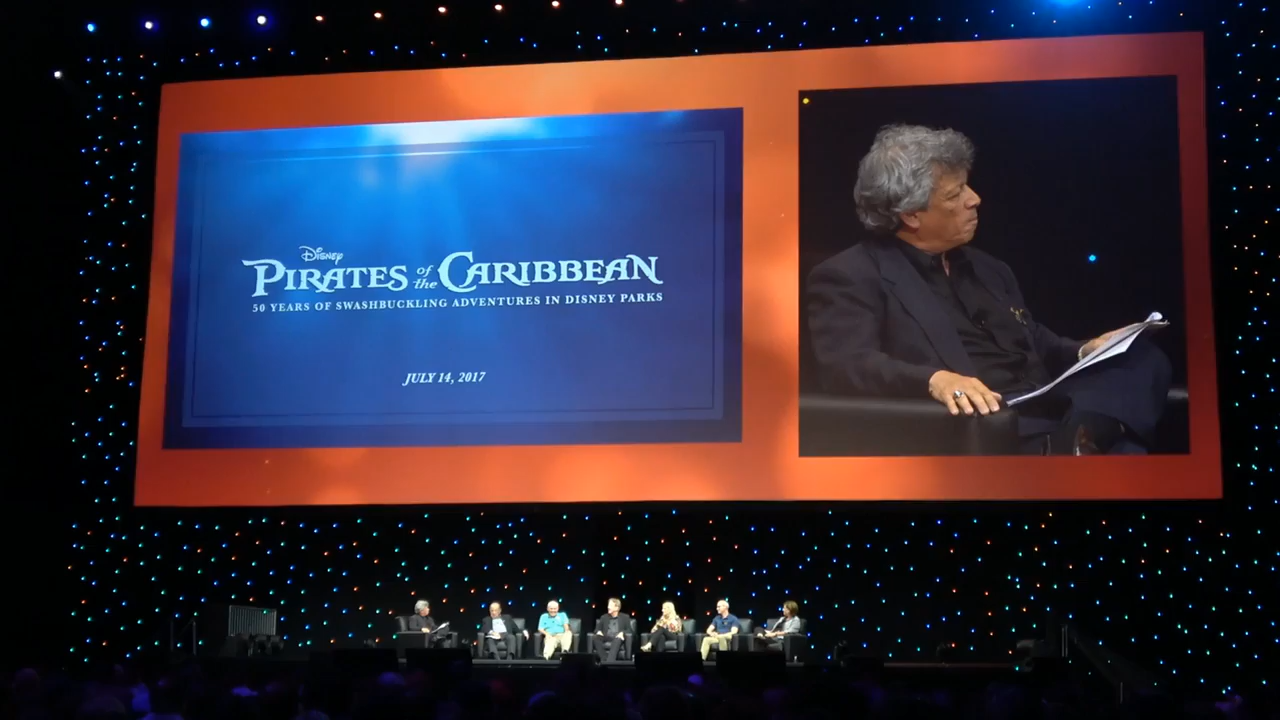 Disney
PIRATES of the CARIBBEAN
50 YEARS OF SWASHBUCKLING ADVENTURES IN DISNEY PARKS
JULY 14, 2017